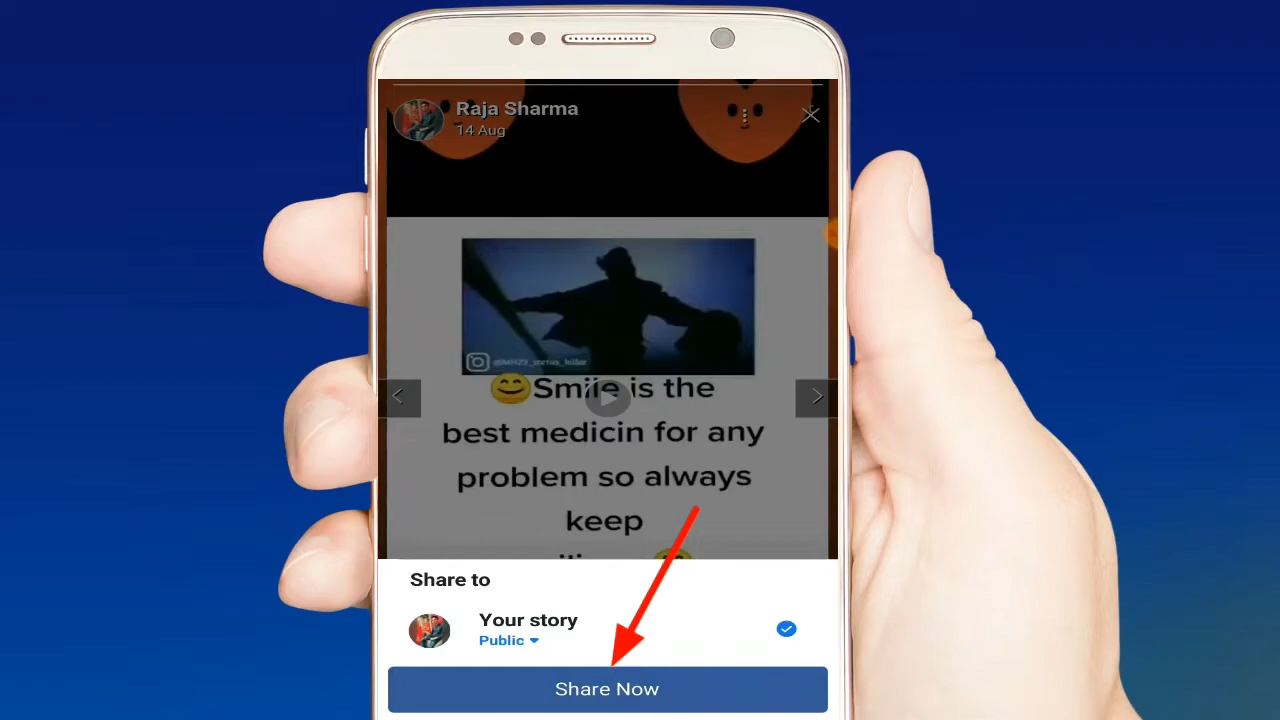 Raja Sharma
14 Aug
😊Smile is the
best medicin for any
problem so always
keep
Share to
Your story
Public
Share Now